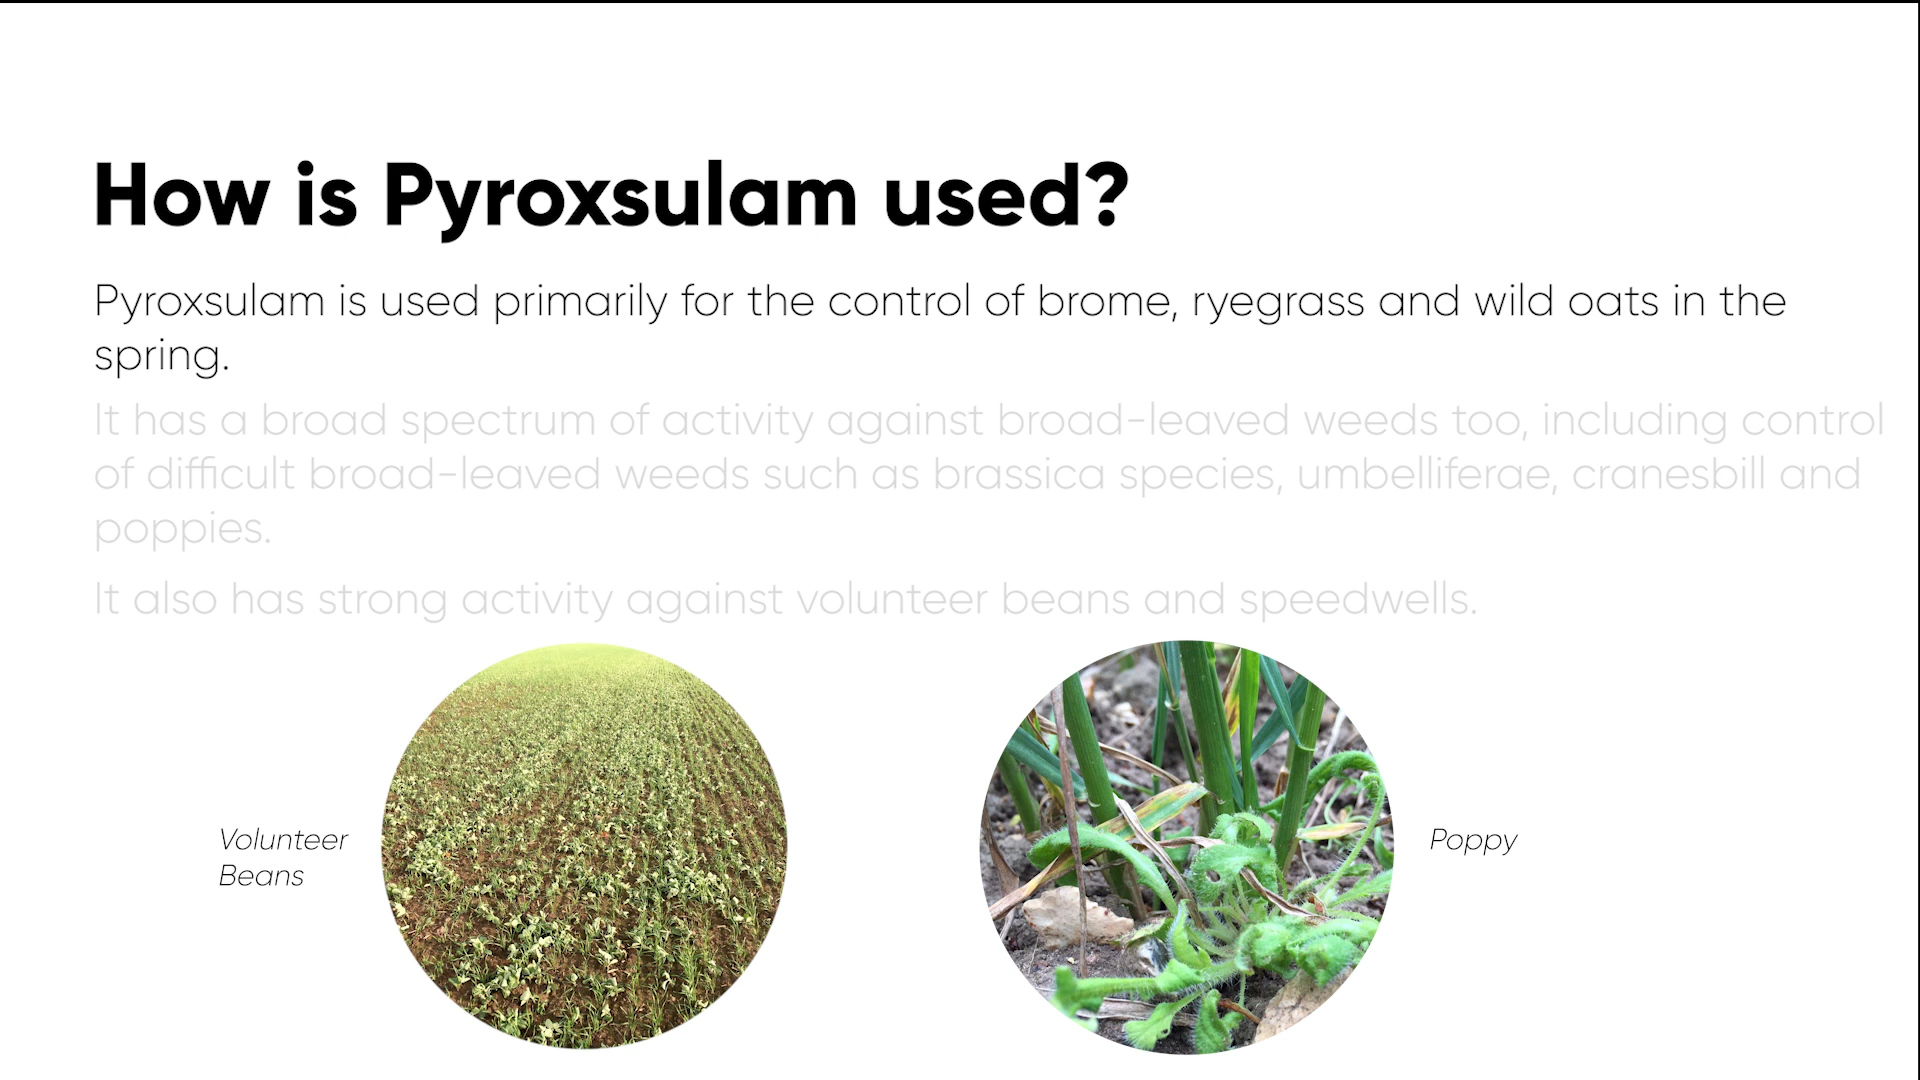 How is Pyroxsulam used?
Pyroxsulam is used primarily for the control of brome, ryegrass and wild oats in the
spring.
It has a broad spectrum of activity against broad-leaved weeds too, including control
of difficult broad-leaved weeds such as brassica species, umbelliferae, cranesbill and
poppies.
It also has strong activity against volunteer beans and speedwells.
Volunteer
Beans
Poppy